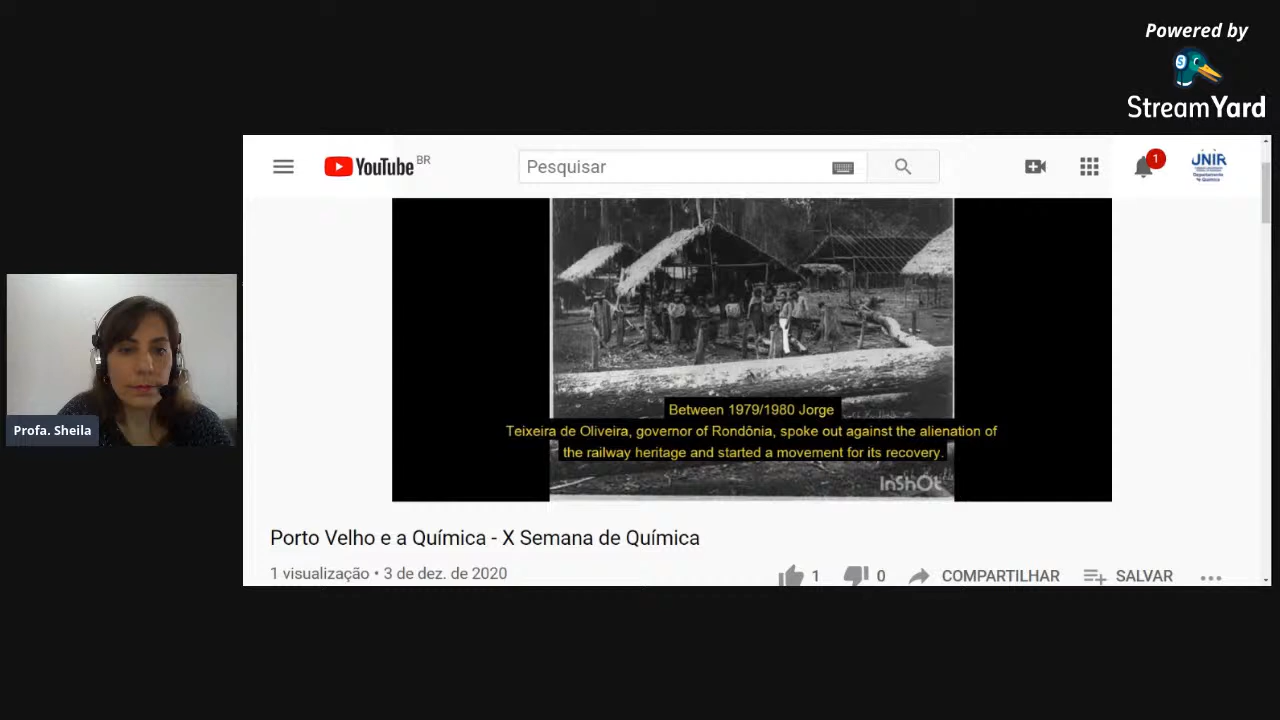 Powered by
StreamYard
YouTube BR
Pesquisar
1
UNIR
Between 1979/1980 Jorge
Teixeira de Oliveira, governor of Rondônia, spoke out against the alienation of
the railway heritage and started a movement for its recovery.
InShOt
Profa. Sheila
Porto Velho e a Química - X Semana de Química
1 visualização • 3 de dez. de 2020
1 0 COMPARTILHAR SALVAR